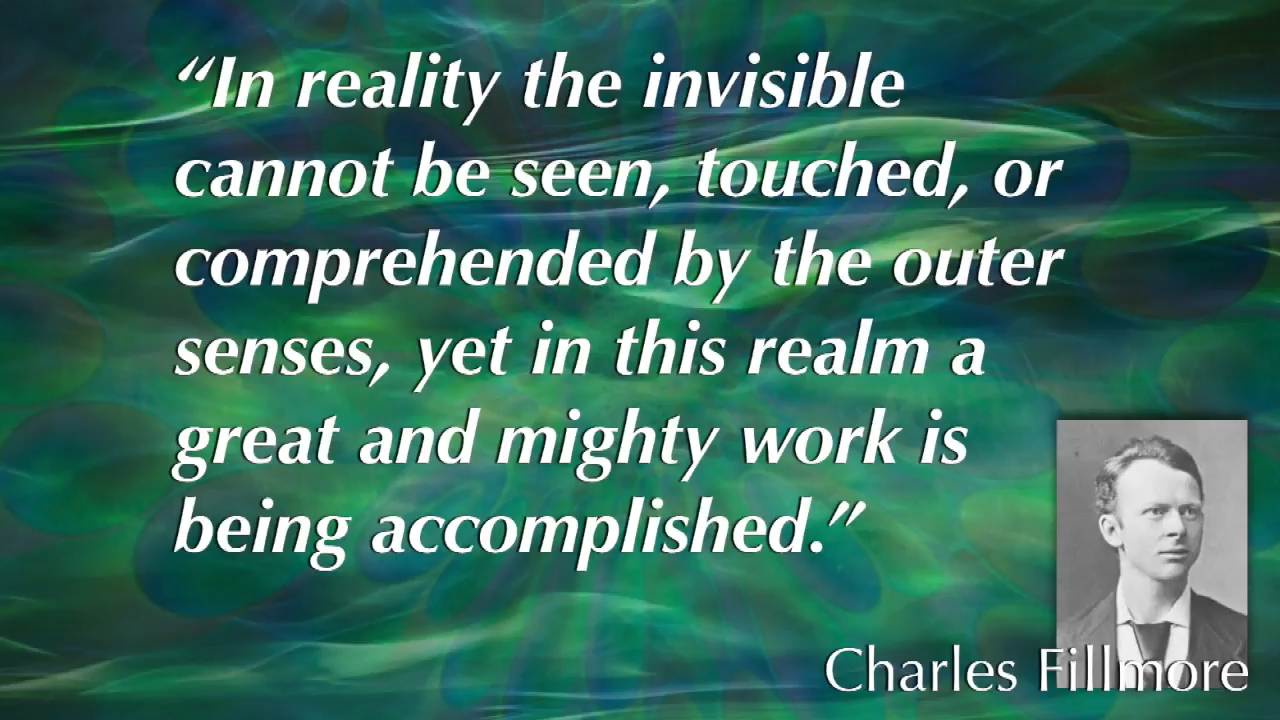 “In reality the invisible
cannot be seen, touched, or
comprehended by the outer
senses, yet in this realm a
great and mighty work is
being accomplished.”
Charles Fillmore